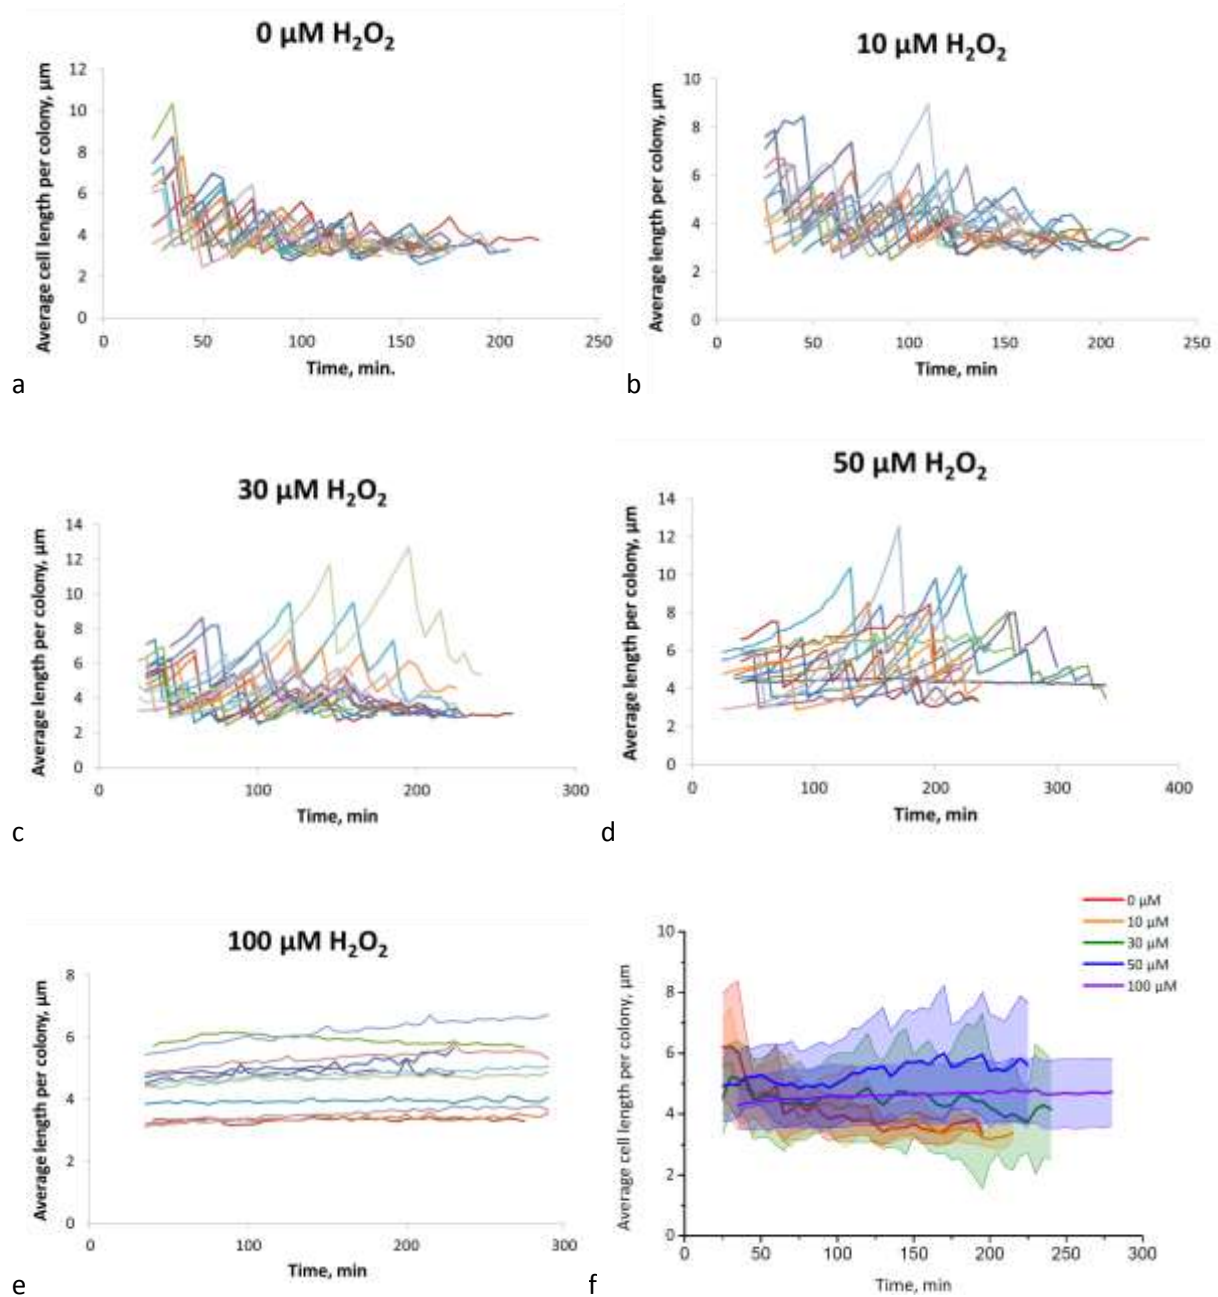 0 µM H₂O₂
Average cell length per colony, µm
12
10
8
6
4
2
0
0 50 100 150 200 250
Time, min.
a
10 µM H₂O₂
Average length per colony, µm
10
8
6
4
2
0
0 50 100 150 200 250
Time, min
b
30 µM H₂O₂
Average length per colony, µm
14
12
10
8
6
4
2
0
0 100 200 300
Time, min
c
50 µM H₂O₂
Average length per colony, µm
14
12
10
8
6
4
2
0
0 100 200 300 400
Time, min
d
100 µM H₂O₂
Average length per colony, µm
8
6
4
2
0
0 100 200 300
Time, min
e
0 µM
10 µM
30 µM
50 µM
100 µM
Average cell length per colony, µm
10
8
6
4
2
0
0 50 100 150 200 250 300
Time, min
f